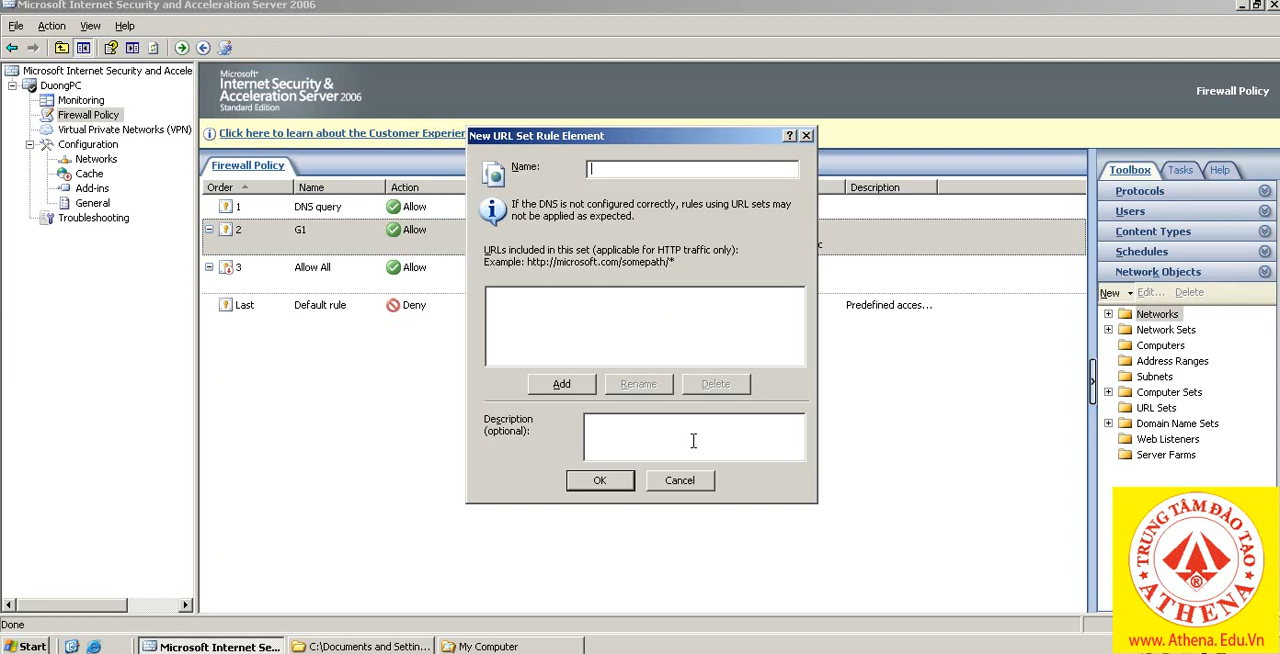 Microsoft Internet Security and Acceleration Server 2006
File Action View Help
Microsoft Internet Security and Accele
DuongPC
Monitoring
Firewall Policy
Virtual Private Networks (VPN)
Configuration
Networks
Cache
Add-ins
General
Troubleshooting
Microsoft®
Internet Security &
Acceleration Server 2006
Standard Edition
Firewall Policy
Click here to learn about the Customer Experien
Firewall Policy
Order Name Action Description
1 DNS query Allow
2 G1 Allow
c
3 Allow All Allow
Last Default rule Deny Predefined acces...
New URL Set Rule Element
Name:
If the DNS is not configured correctly, rules using URL sets may
not be applied as expected.
URLs included in this set (applicable for HTTP traffic only):
Example: http://microsoft.com/somepath/*
Add Rename Delete
Description
(optional):
OK Cancel
Toolbox Tasks Help
Protocols
Users
Content Types
Schedules
Network Objects
New Edit... Delete
Networks
Network Sets
Computers
Address Ranges
Subnets
Computer Sets
URL Sets
Domain Name Sets
Web Listeners
Server Farms
TRUNG TÂM ĐÀO TẠO
®
ATHENA
www.Athena.Edu.Vn
Done
Start Microsoft Internet Se... C:\Documents and Settin... My Computer